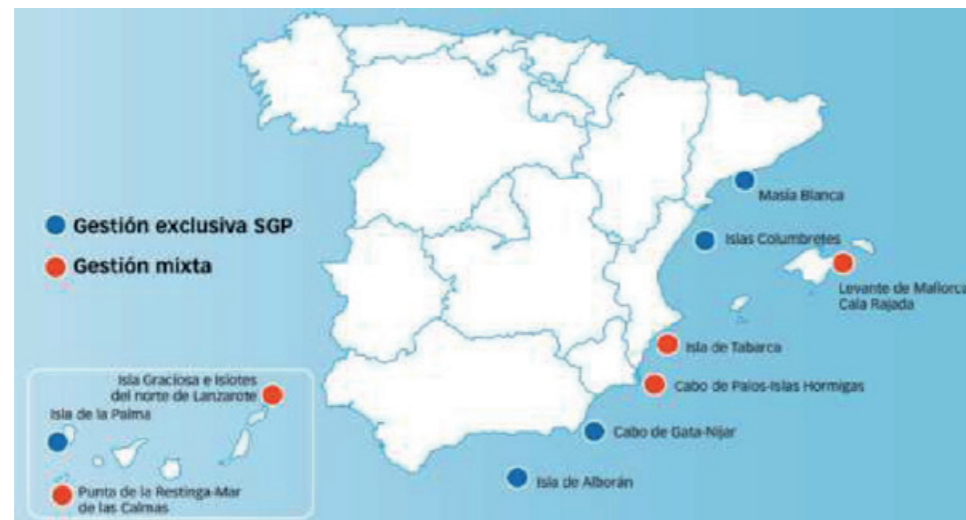 Gestión exclusiva SGP
Gestión mixta
Masía Blanca
Islas Columbretes
Levante de Mallorca
Cala Rajada
Isla de Tabarca
Cabo de Palos-Islas Hormigas
Cabo de Gata-Nijar
Isla de Alborán
Isla Graciosa e Islotes
del norte de Lanzarote
Isla de la Palma
Punta de la Restinga-Mar
de las Calmas